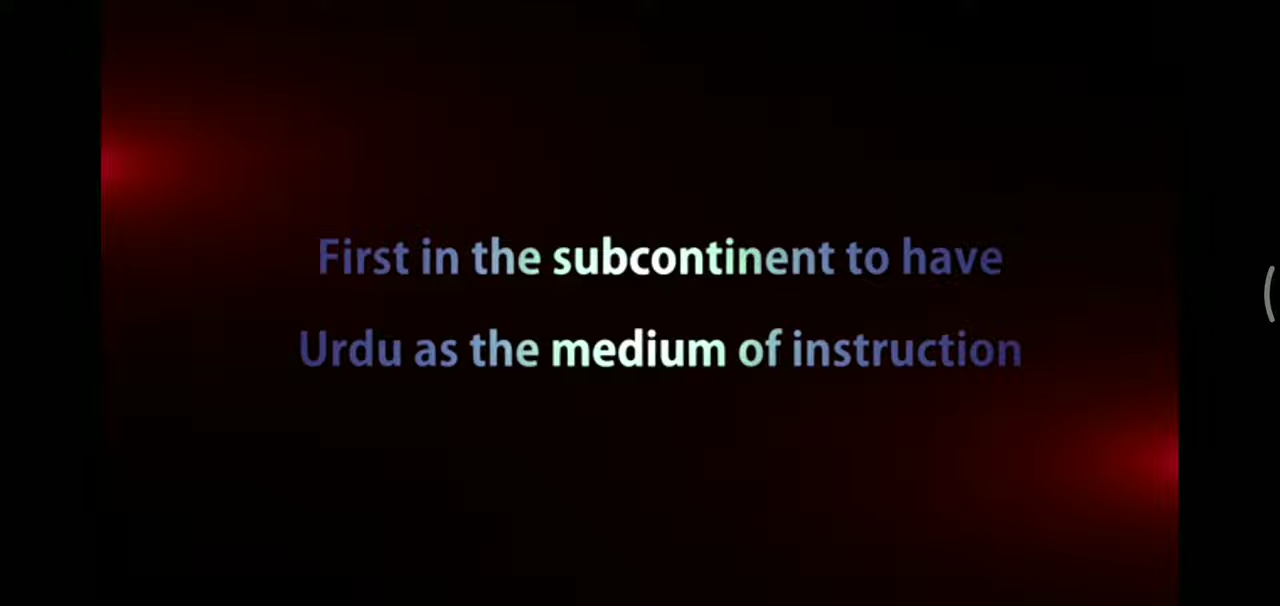 First in the subcontinent to have
Urdu as the medium of instruction